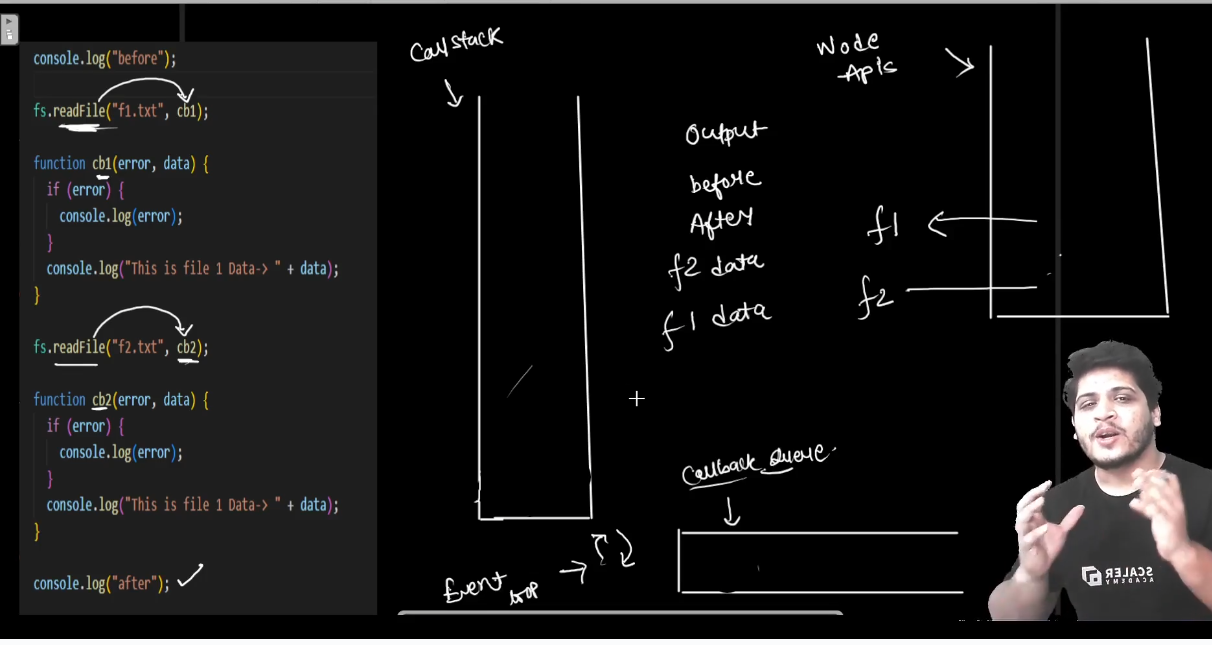 console.log("before");
fs.readFile("f1.txt", cb1);
function cb1(error, data) {
if (error) {
console.log(error);
}
console.log("This is file 1 Data-> " + data);
}
fs.readFile("f2.txt", cb2);
function cb2(error, data) {
if (error) {
console.log(error);
}
console.log("This is file 1 Data-> " + data);
}
console.log("after");
Callstack
Output
before
After
f2 data
f1 data
Node
Apis
f1
f2
Callback Queue
Event loop
SCALER
ACADEMY